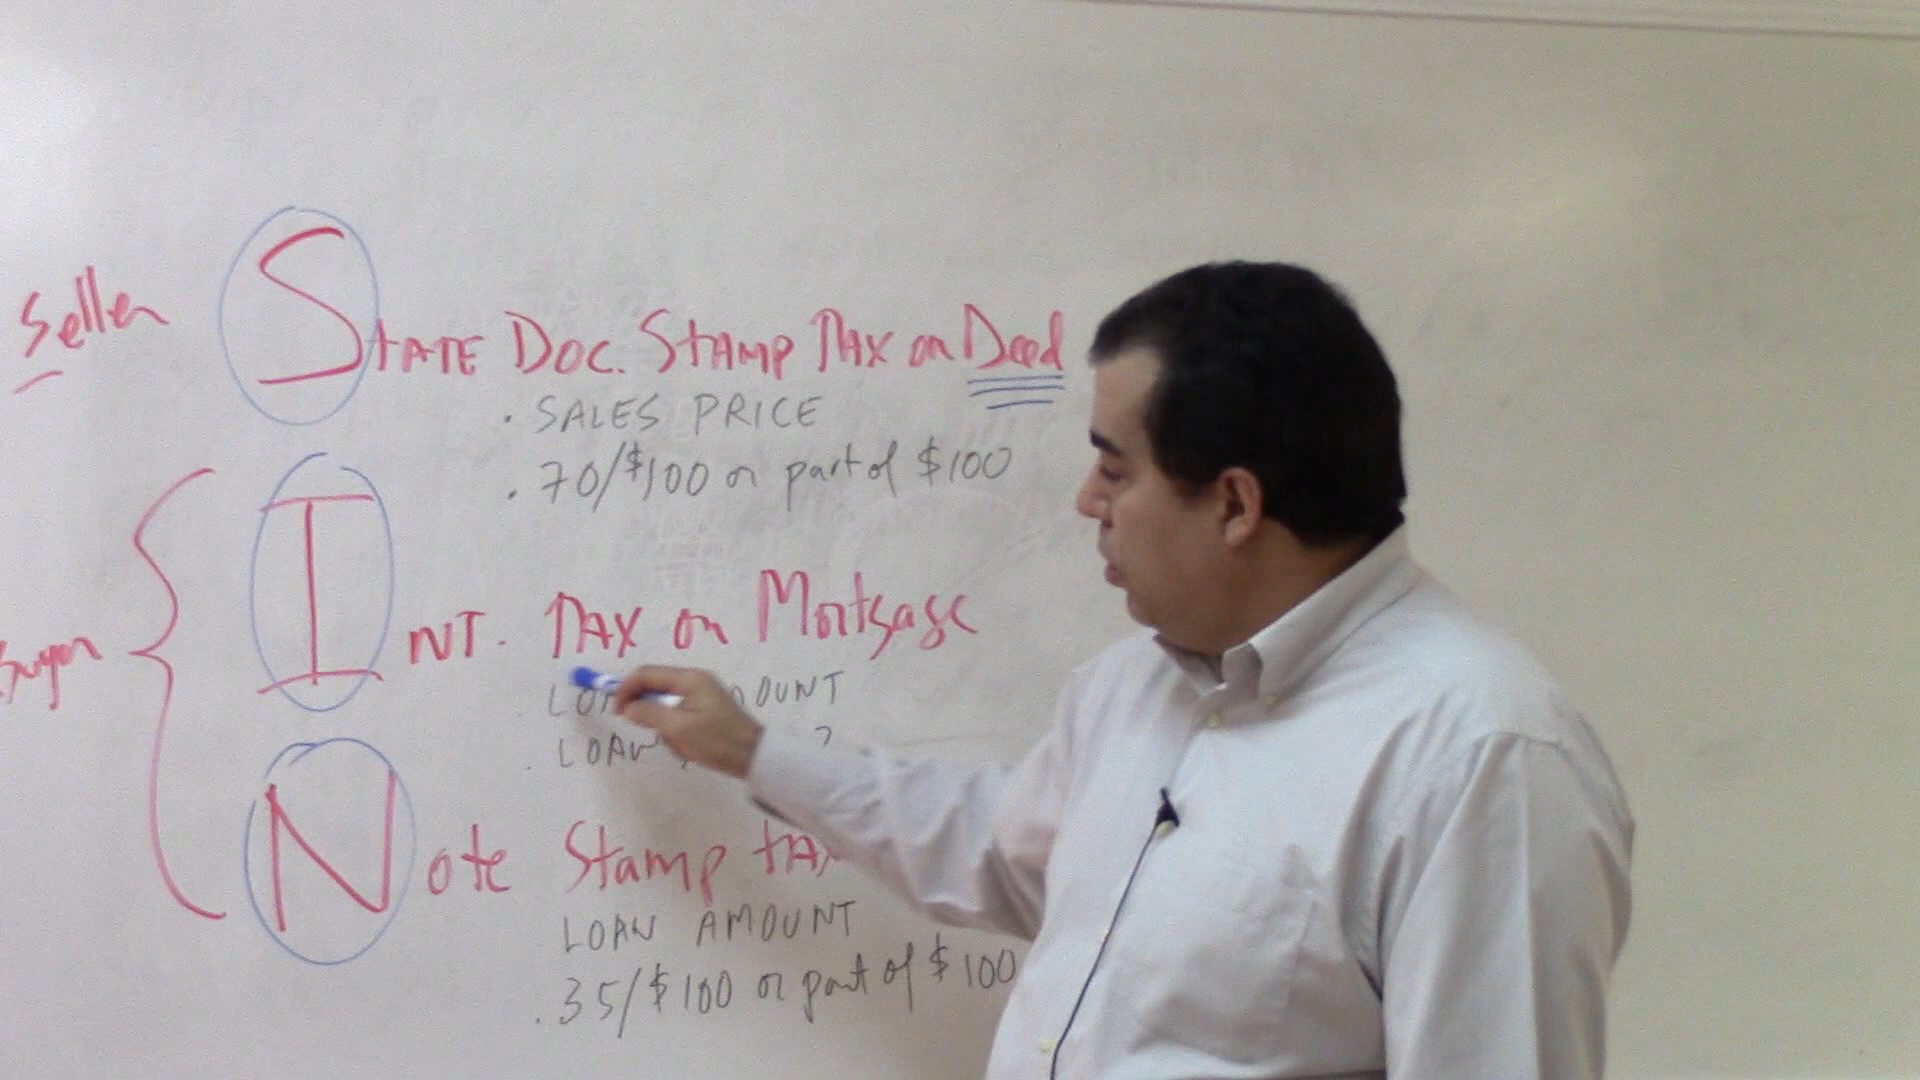 Seller
STATE DOC. STAMP TAX on Deed
. SALES PRICE
.70/$100 or part of $100
INT. TAX on Mortgage
LOAN
Note Stamp tax
LOAN AMOUNT
.35/$100 or part of $100